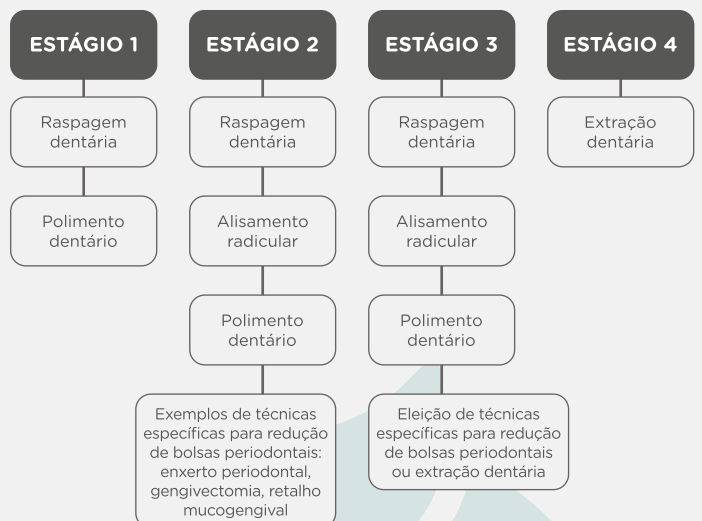 ESTÁGIO 1
Raspagem
dentária
Polimento
dentário
ESTÁGIO 2
Raspagem
dentária
Alisamento
radicular
Polimento
dentário
Exemplos de técnicas
específicas para redução
de bolsas periodontais:
enxerto periodontal,
gengivectomia, retalho
mucogengival
ESTÁGIO 3
Raspagem
dentária
Alisamento
radicular
Polimento
dentário
Eleição de técnicas
específicas para redução
de bolsas periodontais
ou extração dentária
ESTÁGIO 4
Extração
dentária